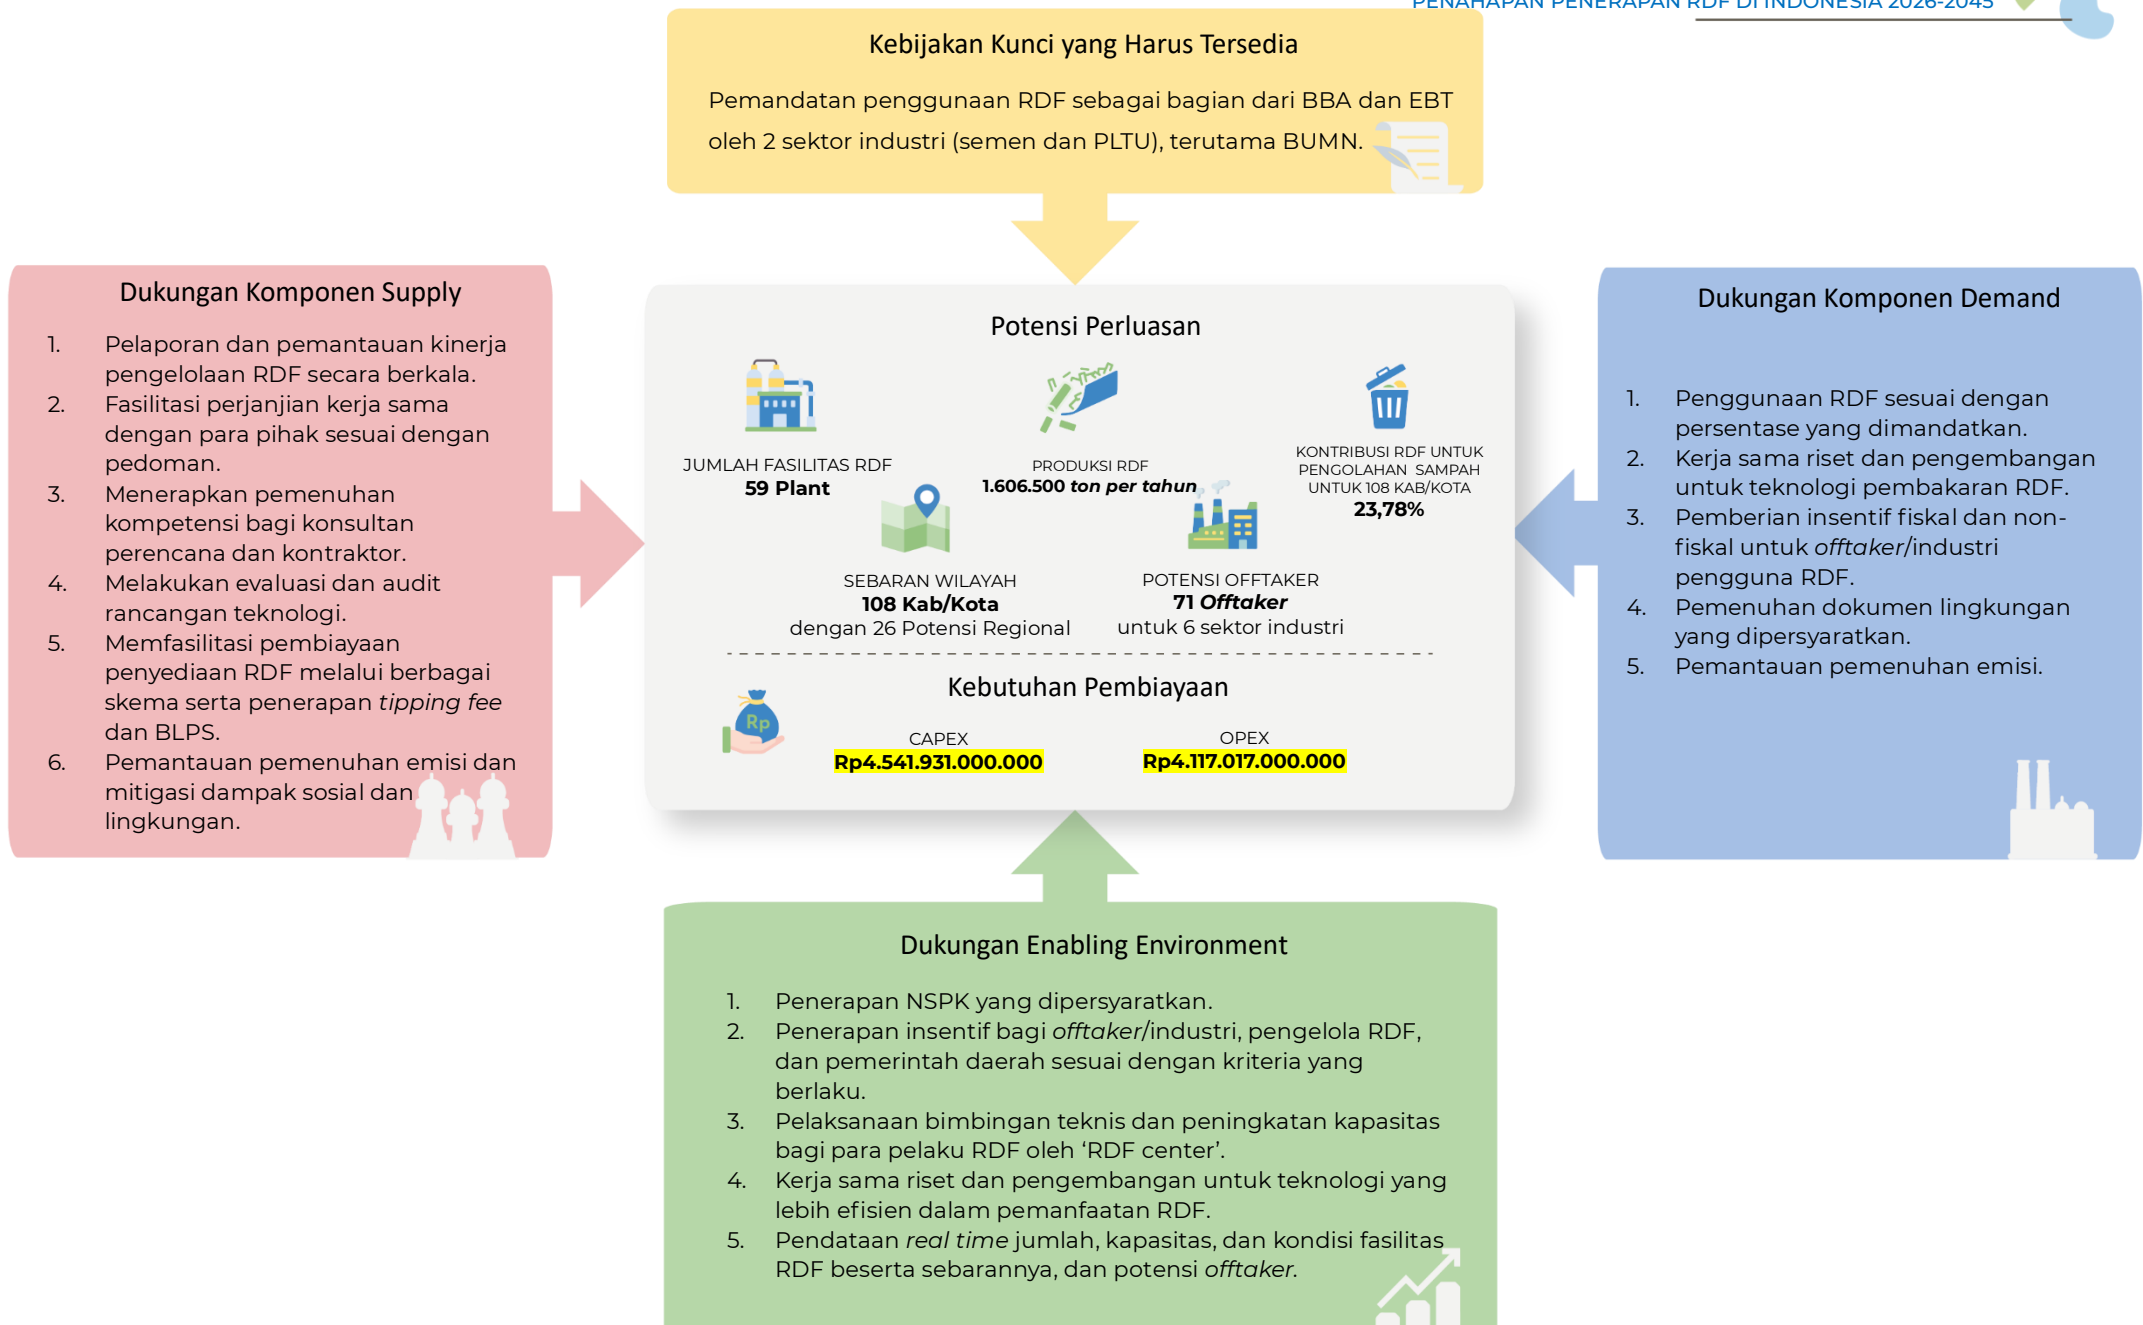 PENAHAPAN PENERAPAN RDF DI INDONESIA 2026-2045
Kebijakan Kunci yang Harus Tersedia
Pemandatan penggunaan RDF sebagai bagian dari BBA dan EBT
oleh 2 sektor industri (semen dan PLTU), terutama BUMN.
Dukungan Komponen Supply
1. Pelaporan dan pemantauan kinerja
pengelolaan RDF secara berkala.
2. Fasilitasi perjanjian kerja sama
dengan para pihak sesuai dengan
pedoman.
3. Menerapkan pemenuhan
kompetensi bagi konsultan
perencana dan kontraktor.
4. Melakukan evaluasi dan audit
rancangan teknologi.
5. Memfasilitasi pembiayaan
penyediaan RDF melalui berbagai
skema serta penerapan tipping fee
dan BLPS.
6. Pemantauan pemenuhan emisi dan
mitigasi dampak sosial dan
lingkungan.
Potensi Perluasan
JUMLAH FASILITAS RDF
59 Plant
PRODUKSI RDF
1.606.500 ton per tahun
KONTRIBUSI RDF UNTUK
PENGOLAHAN SAMPAH
UNTUK 108 KAB/KOTA
23,78%
SEBARAN WILAYAH
108 Kab/Kota
dengan 26 Potensi Regional
POTENSI OFFTAKER
71 Offtaker
untuk 6 sektor industri
Kebutuhan Pembiayaan
Rp
CAPEX
Rp4.541.931.000.000
OPEX
Rp4.117.017.000.000
Dukungan Komponen Demand
1. Penggunaan RDF sesuai dengan
persentase yang dimandatkan.
2. Kerja sama riset dan pengembangan
untuk teknologi pembakaran RDF.
3. Pemberian insentif fiskal dan non-
fiskal untuk offtaker/industri
pengguna RDF.
4. Pemenuhan dokumen lingkungan
yang dipersyaratkan.
5. Pemantauan pemenuhan emisi.
Dukungan Enabling Environment
1. Penerapan NSPK yang dipersyaratkan.
2. Penerapan insentif bagi offtaker/industri, pengelola RDF,
dan pemerintah daerah sesuai dengan kriteria yang
berlaku.
3. Pelaksanaan bimbingan teknis dan peningkatan kapasitas
bagi para pelaku RDF oleh ‘RDF center’.
4. Kerja sama riset dan pengembangan untuk teknologi yang
lebih efisien dalam pemanfaatan RDF.
5. Pendataan real time jumlah, kapasitas, dan kondisi fasilitas
RDF beserta sebarannya, dan potensi offtaker.